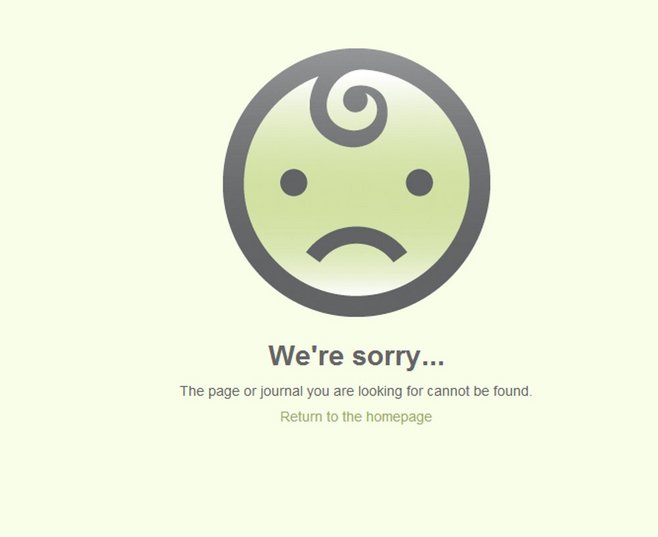 We're sorry...
The page or journal you are looking for cannot be found.
Return to the homepage